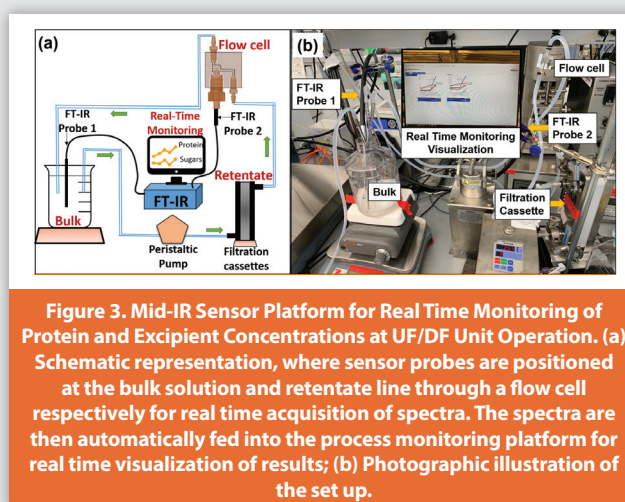 (a)
Flow cell
FT-IR
Probe 1
Real-Time
Monitoring
Protein
Sugars
FT-IR
Probe 2
Retentate
FT-IR
Bulk
Peristaltic
Pump
Filtration
cassettes
(b)
Flow cell
FT-IR
Probe 1
FT-IR
Probe 2
Real Time Monitoring
Visualization
Bulk
Filtration
Cassette
Figure 3. Mid-IR Sensor Platform for Real Time Monitoring of
Protein and Excipient Concentrations at UF/DF Unit Operation. (a)
Schematic representation, where sensor probes are positioned
at the bulk solution and retentate line through a flow cell
respectively for real time acquisition of spectra. The spectra are
then automatically fed into the process monitoring platform for
real time visualization of results; (b) Photographic illustration of
the set up.